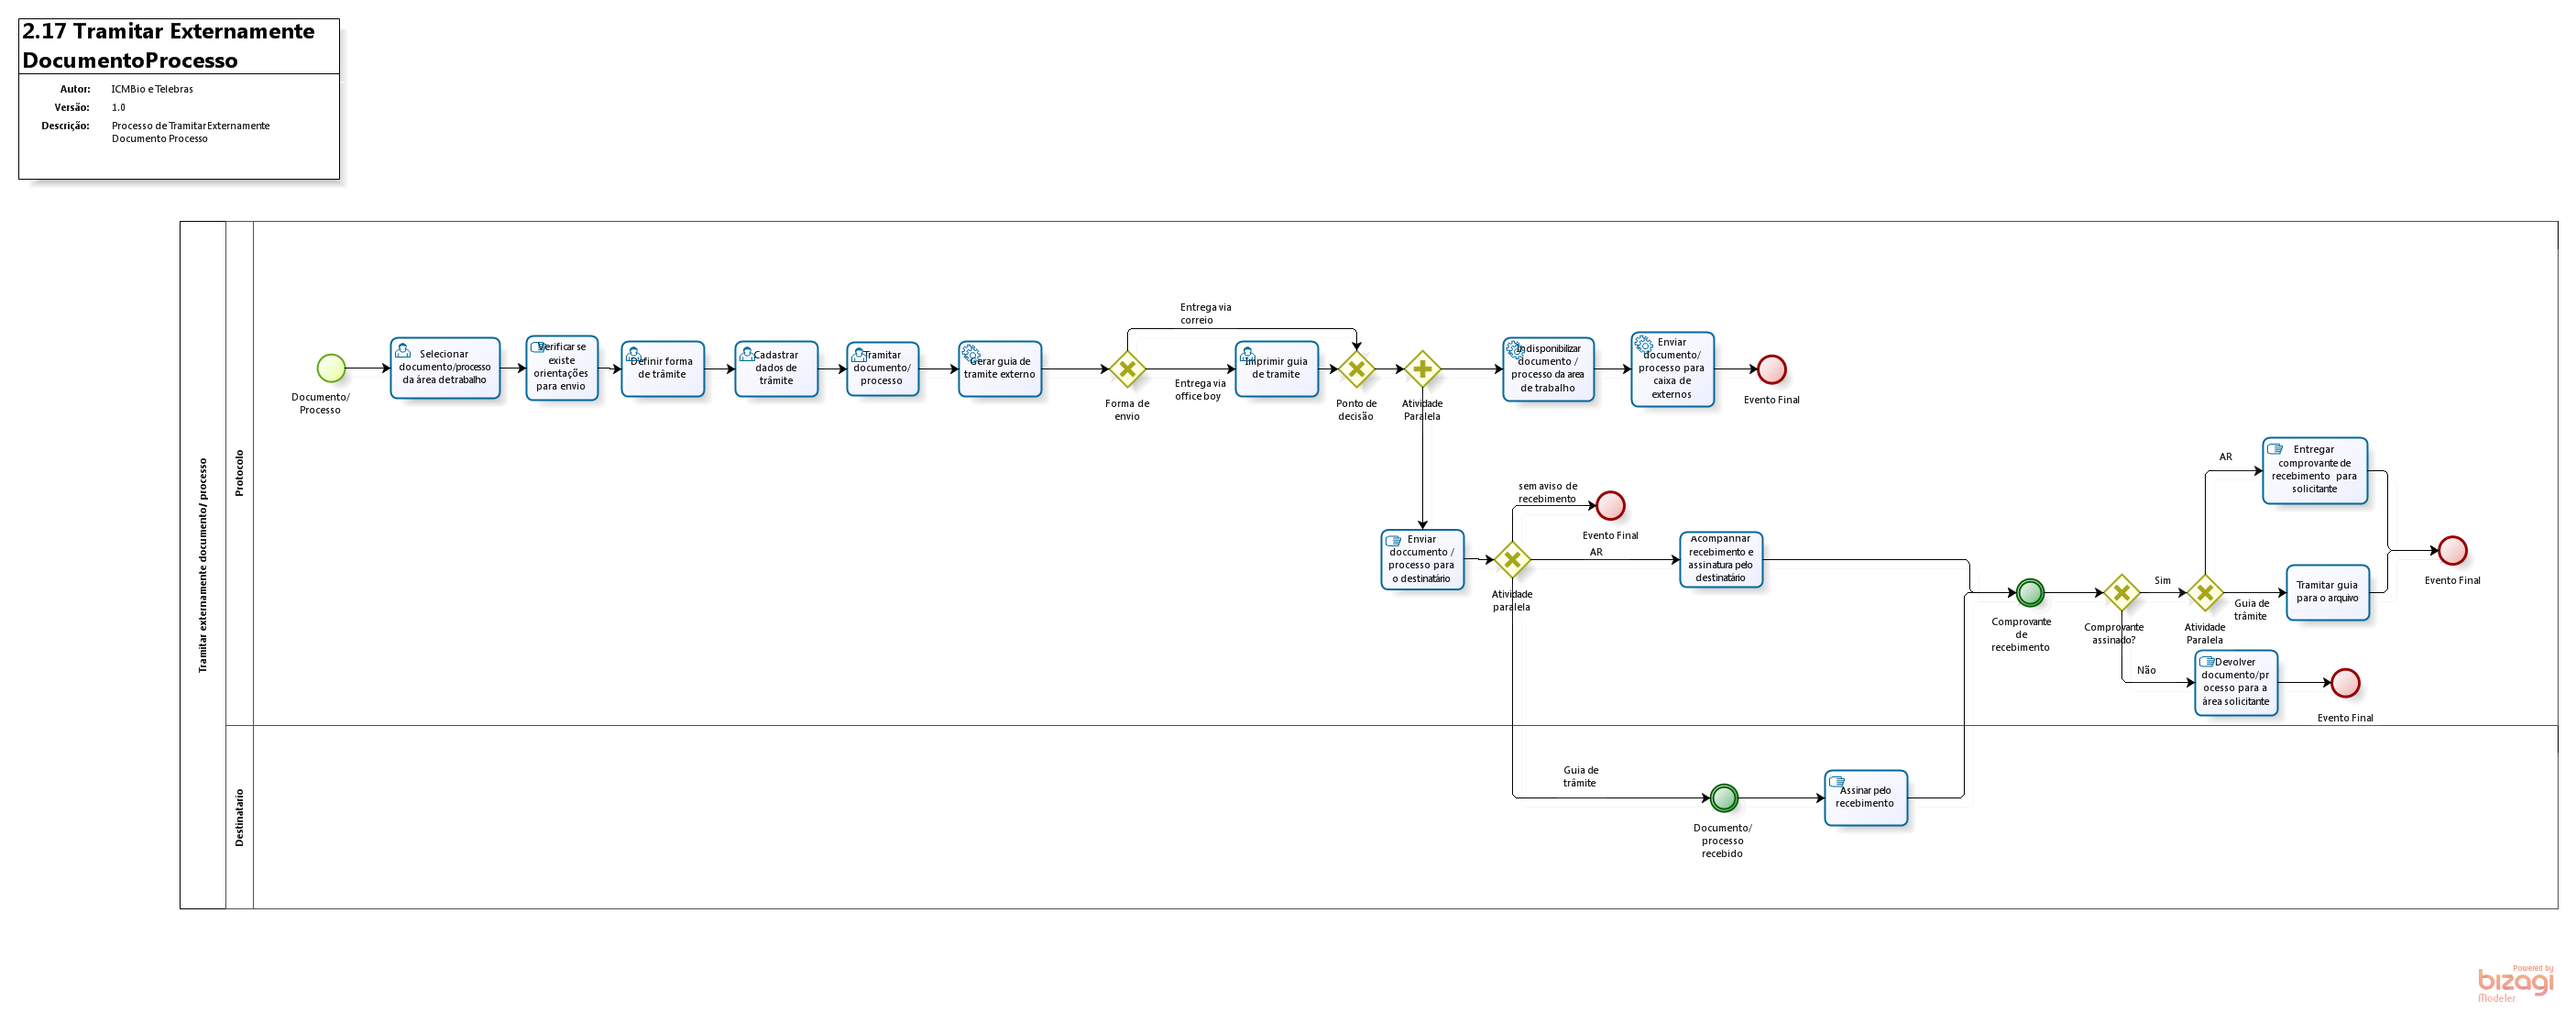 2.17 Tramitar Externamente
DocumentoProcesso
Autor: ICMBio e Telebras
Versão: 1.0
Descrição: Processo de Tramitar Externamente
Documento Processo
Tramitar externamente documento/ processo
Protocolo
Documento/
Processo
Selecionar
documento/processo
da área de trabalho
Verificar se
existe
orientações
para envio
Definir forma
de trâmite
Cadastrar
dados de
trâmite
Tramitar
documento/
processo
Gerar guia de
tramite externo
Forma de
envio
Entrega via
correio
Entrega via
office boy
Imprimir guia
de tramite
Ponto de
decisão
Atividade
Paralela
Indisponibilizar
documento /
processo da area
de trabalho
Enviar
documento/
processo para
caixa de
externos
Evento Final
Enviar
doccumento /
processo para
o destinatário
Atividade
paralela
sem aviso de
recebimento
Evento Final
AR
Acompanhar
recebimento e
assinatura pelo
destinatário
Comprovante
de
recebimento
Comprovante
assinado?
Sim
Não
Atividade
Paralela
AR
Guia de
trâmite
Entregar
comprovante de
recebimento para
solicitante
Tramitar guia
para o arquivo
Evento Final
Devolver
documento/pr
ocesso para a
área solicitante
Evento Final
Destinatario
Guia de
trâmite
Documento/
processo
recebido
Assinar pelo
recebimento
Powered by
bizagi
Modeler